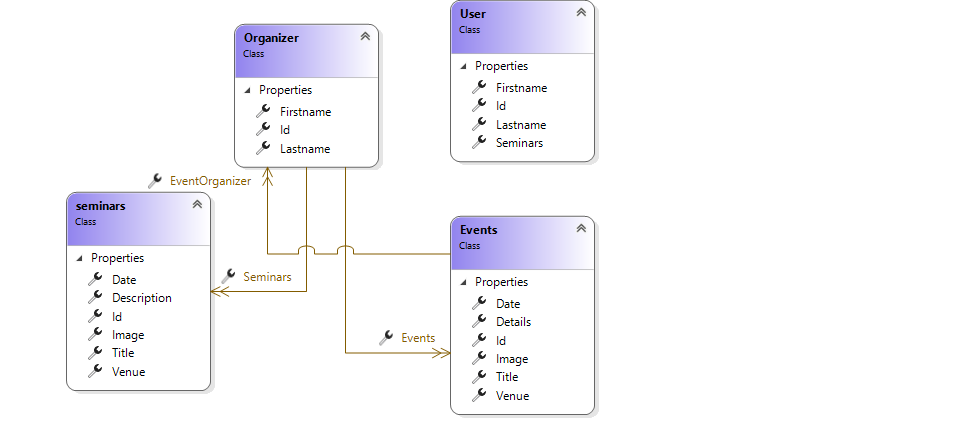 Organizer
Class
Properties
Firstname
Id
Lastname
User
Class
Properties
Firstname
Id
Lastname
Seminars
EventOrganizer
seminars
Class
Properties
Date
Description
Id
Image
Title
Venue
Seminars
Events
Events
Class
Properties
Date
Details
Id
Image
Title
Venue